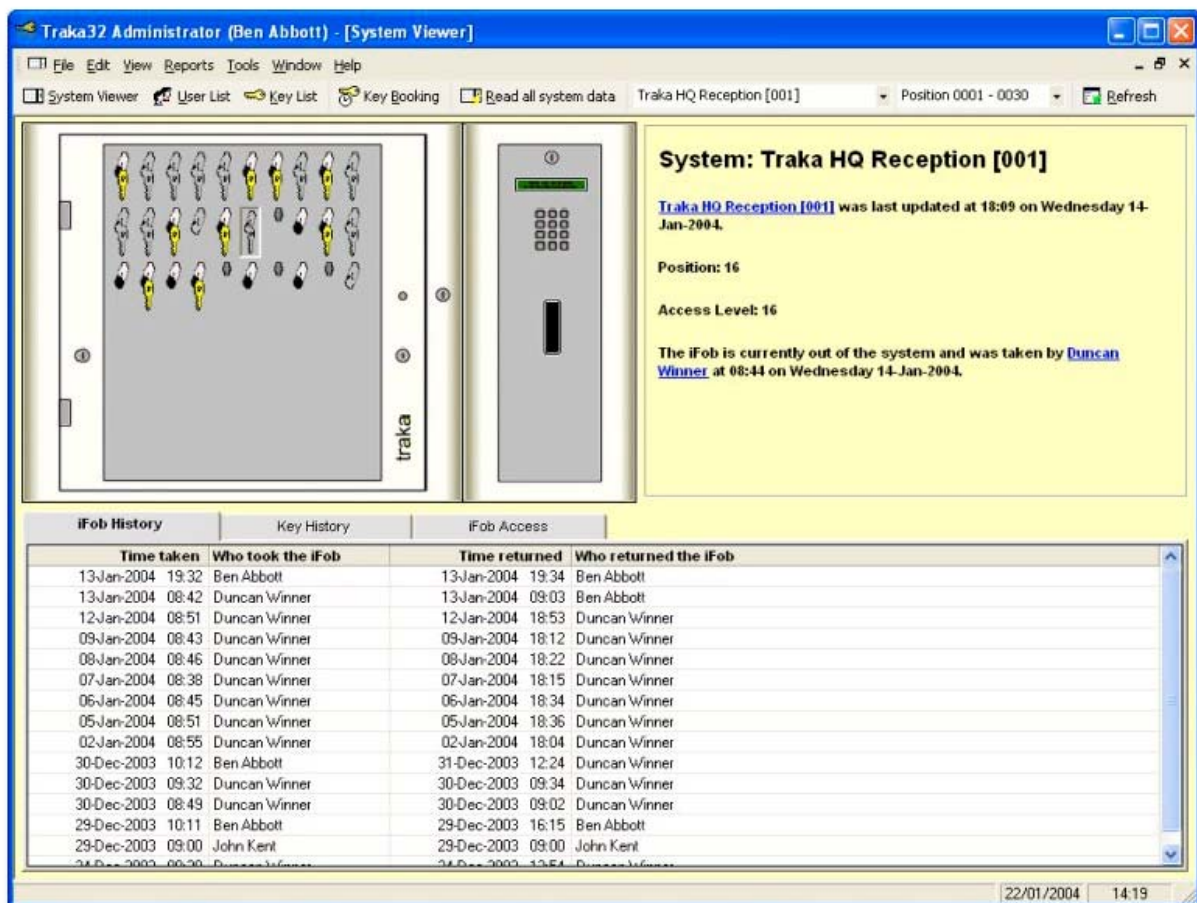 Traka32 Administrator (Ben Abbott) - [System Viewer]
File Edit View Reports Tools Window Help
System Viewer User List Key List Key Booking Read all system data Traka HQ Reception [001] Position 0001 - 0030 Refresh
System: Traka HQ Reception [001]
Traka HQ Reception [001] was last updated at 18:09 on Wednesday 14-
Jan-2004.
Position: 16
Access Level: 16
The iFob is currently out of the system and was taken by Duncan
Winner at 08:44 on Wednesday 14-Jan-2004.
traka
iFob History Key History iFob Access
Time taken Who took the iFob Time returned Who returned the iFob
13-Jan-2004 19:32 Ben Abbott 13-Jan-2004 19:34 Ben Abbott
13-Jan-2004 08:42 Duncan Winner 13-Jan-2004 09:03 Ben Abbott
12-Jan-2004 08:51 Duncan Winner 12-Jan-2004 18:53 Duncan Winner
09-Jan-2004 08:43 Duncan Winner 09-Jan-2004 18:12 Duncan Winner
08-Jan-2004 08:46 Duncan Winner 08-Jan-2004 18:22 Duncan Winner
07-Jan-2004 08:38 Duncan Winner 07-Jan-2004 18:15 Duncan Winner
06-Jan-2004 08:45 Duncan Winner 06-Jan-2004 18:34 Duncan Winner
05-Jan-2004 08:51 Duncan Winner 05-Jan-2004 18:36 Duncan Winner
02-Jan-2004 08:55 Duncan Winner 02-Jan-2004 18:04 Duncan Winner
30-Dec-2003 10:12 Ben Abbott 31-Dec-2003 12:24 Ben Abbott
30-Dec-2003 09:32 Duncan Winner 30-Dec-2003 09:34 Duncan Winner
30-Dec-2003 08:49 Duncan Winner 30-Dec-2003 09:02 Duncan Winner
29-Dec-2003 10:11 Ben Abbott 29-Dec-2003 16:15 Ben Abbott
29-Dec-2003 09:00 John Kent 29-Dec-2003 09:00 John Kent
22/01/2004 14:19